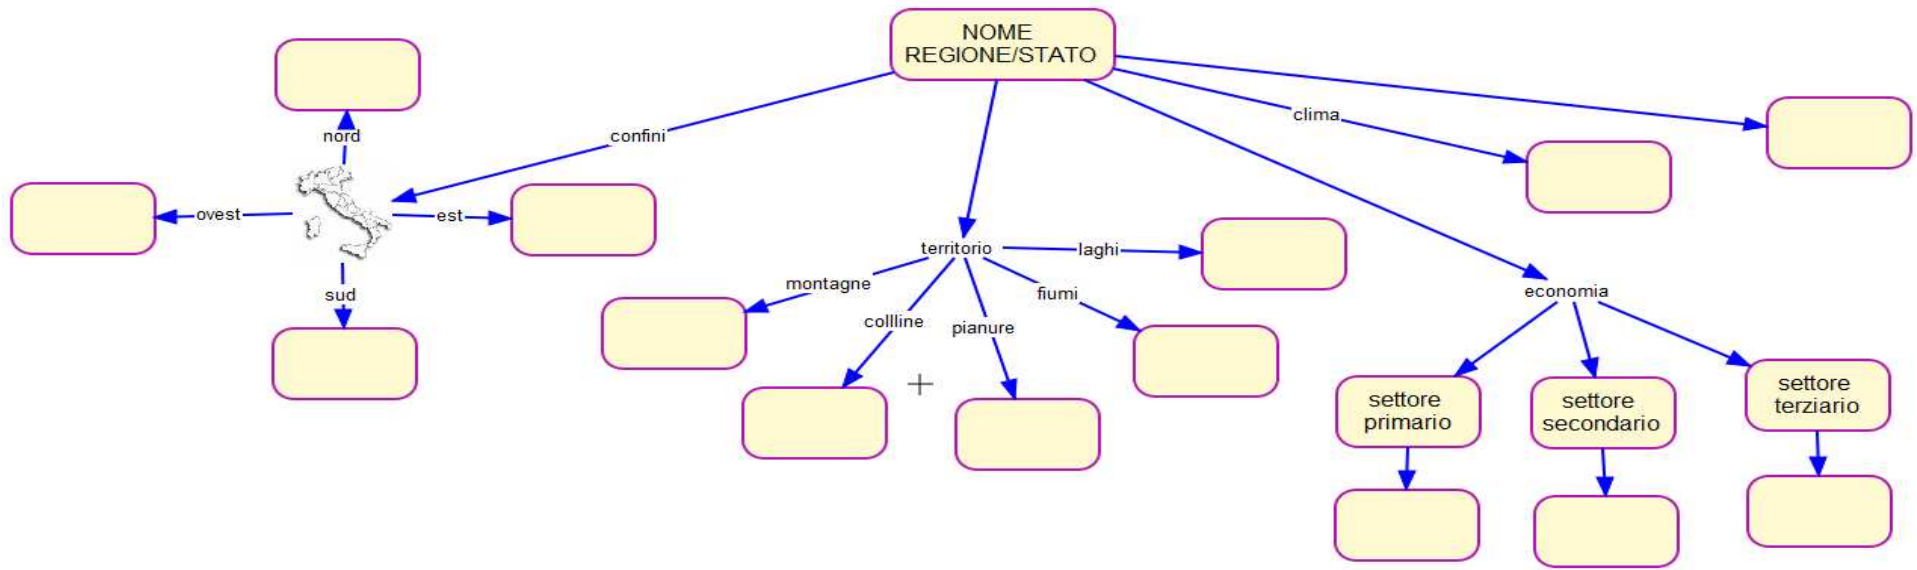 NOME
REGIONE/STATO
clima
nord
confini
ovest
est
territorio
laghi
montagne
fiumi
sud
collline
pianure
economia
settore
primario
settore
secondario
settore
terziario